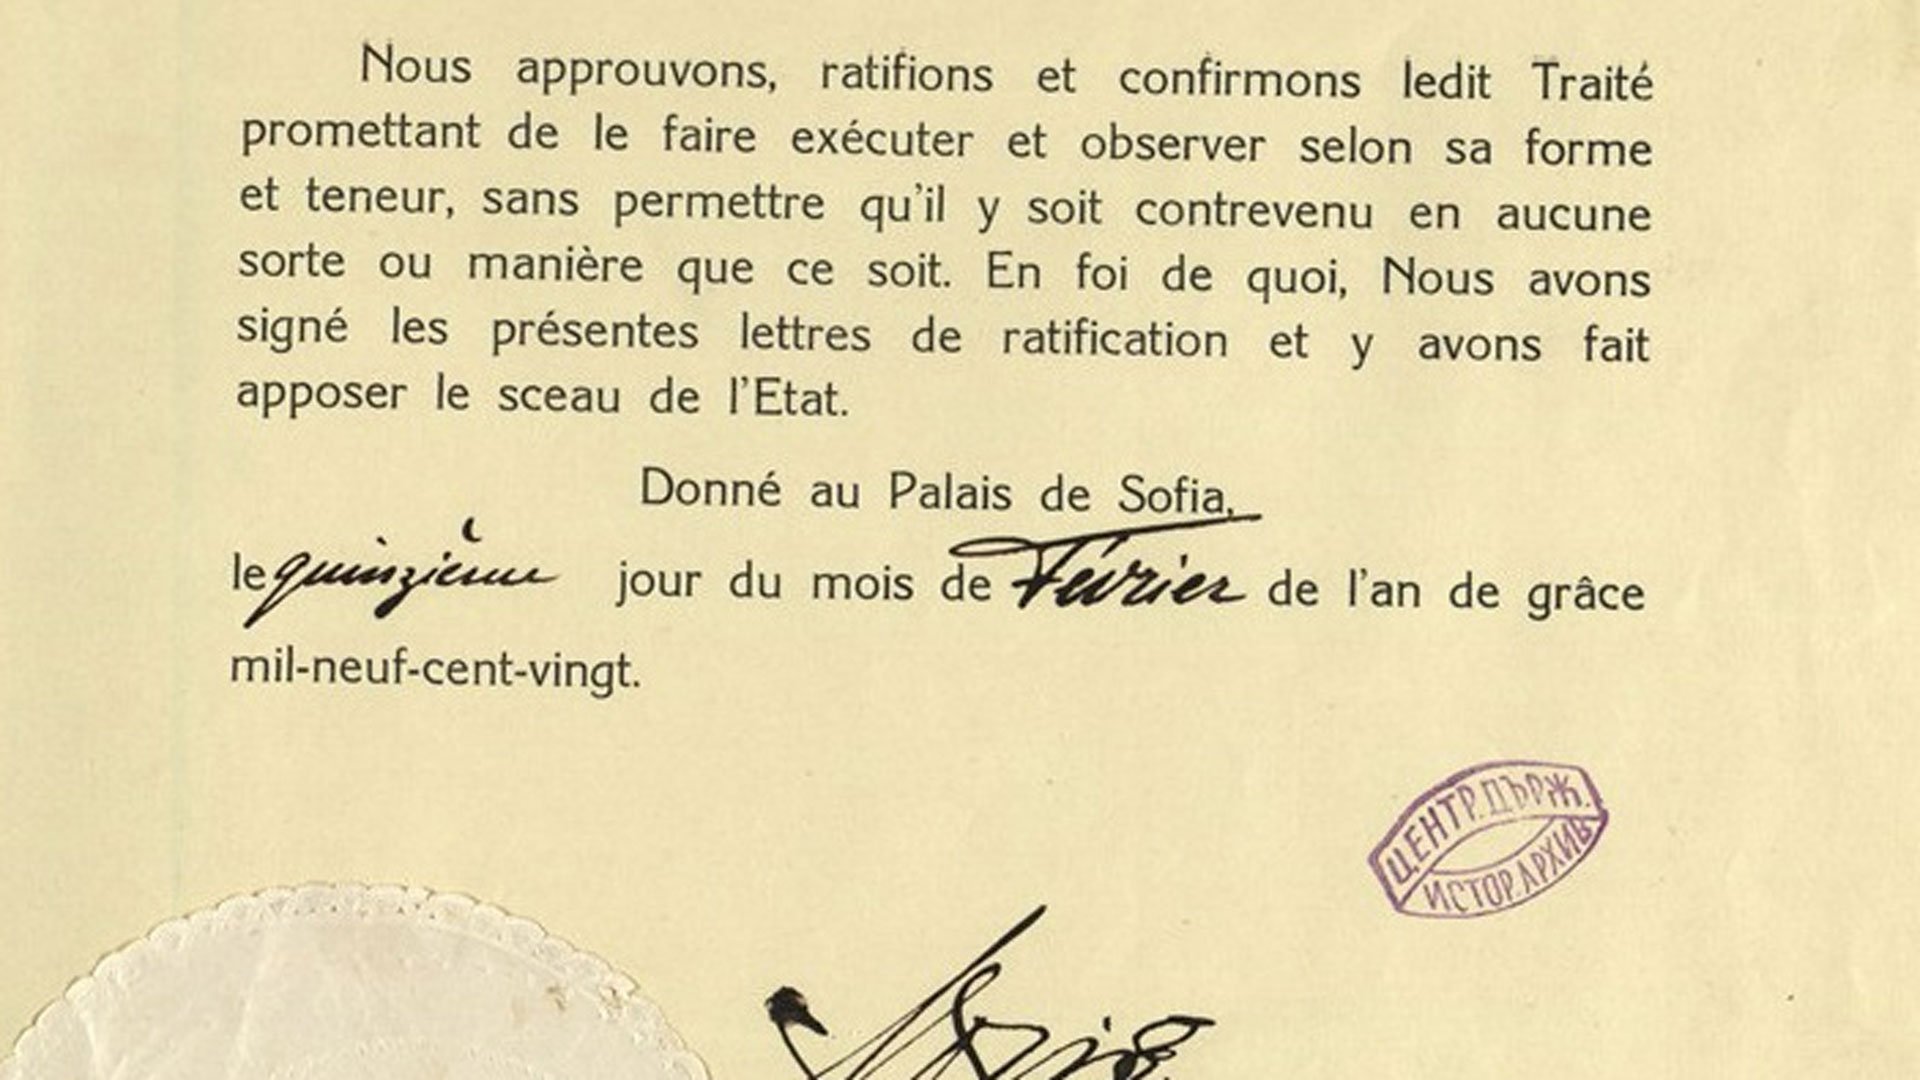 Nous approuvons, ratifions et confirmons ledit Traité
promettant de le faire exécuter et observer selon sa forme
et teneur, sans permettre qu'il y soit contrevenu en aucune
sorte ou manière que ce soit. En foi de quoi, Nous avons
signé les présentes lettres de ratification et y avons fait
apposer le sceau de l'Etat.
Donné au Palais de Sofia,
le quinzième jour du mois de Février de l'an de grâce
mil-neuf-cent-vingt.
ЦЕНТР. ДЪРЖ.
ИСТОР. АРХИВ